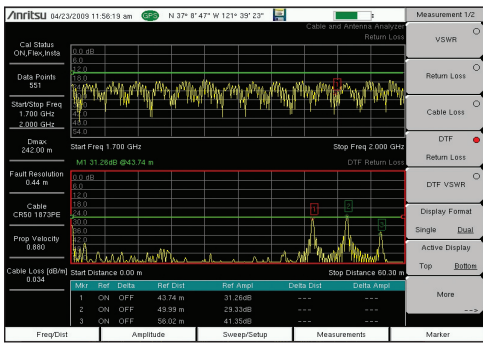 Anritsu 04/23/2009 11:56:19 am GPS N 37° 8' 47" W 121° 39' 23"
Measurement 1/2
Cable and Antenna Analyzer
Return Loss
Cal Status
ON,Flex,Insta
Data Points
551
Start/Stop Freq
1.700 GHz
2.000 GHz
Dmax
242.00 m
Fault Resolution
0.44 m
Cable
CR50 1873PE
Prop Velocity
0.880
Cable Loss [dB/m]
0.034
0.0 dB
6.0
12.0
18.0
54.0
Start Freq 1.700 GHz
Stop Freq 2.000 GHz
M1 31.26dB @43.74 m
DTF Return Loss
0.0 dB
6.0
12.0
18.0
24.0
30.0
36.0
42.0
Start Distance 0.00 m
Stop Distance 60.30 m
Mkr Ref Delta Ref Dist Ref Ampl Delta Dist Delta Ampl
1 ON OFF 43.74 m 31.26dB --- ---
2 ON OFF 49.99 m 29.33dB --- ---
3 ON OFF 56.02 m 41.35dB --- ---
VSWR
Return Loss
Cable Loss
DTF
Return Loss
DTF VSWR
Display Format
Single Dual
Active Display
Top Bottom
More
-->
Freq/Dist
Amplitude
Sweep/Setup
Measurements
Marker